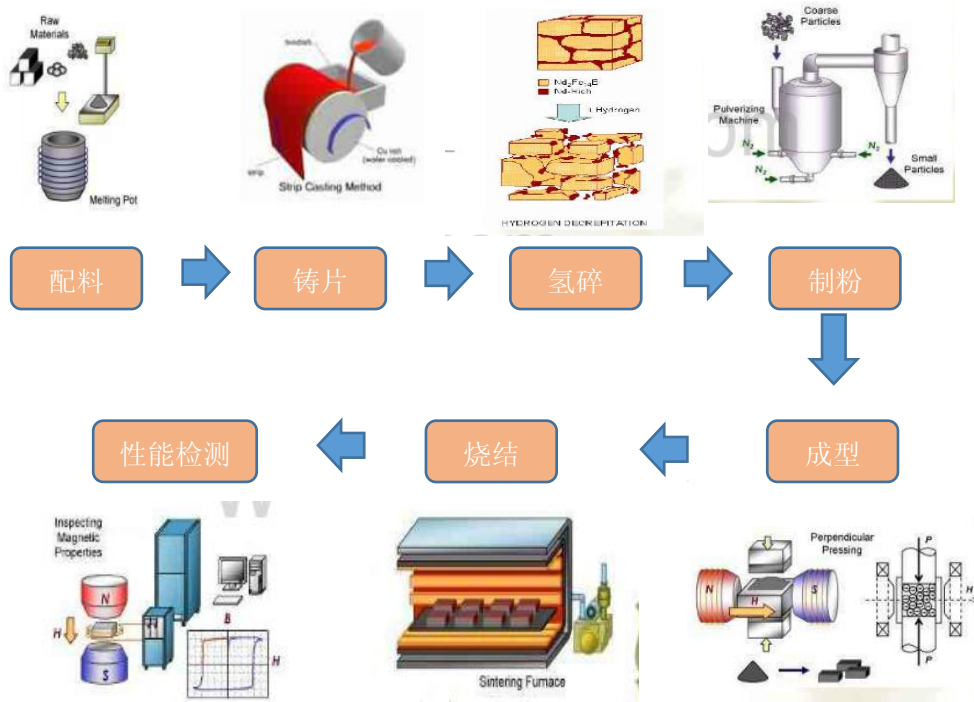 Raw
Materials
Melting Pot
tundish
Cu roll
(water cooled)
strip
Strip Casting Method
Nd₂Fe₁₄B
Nd-Rich
Hydrogen
HYDROGEN DECREPITATION
Coarse
Particles
Pulverizing
Machine
N₂
N₂
N₂
Small
Particles
配料
铸片
氢碎
制粉
性能检测
烧结
成型
Inspecting
Magnetic
Properties
N
H
S
B
H
Sintering Furnace
Perpendicular
Pressing
N
H
S
P
H
P